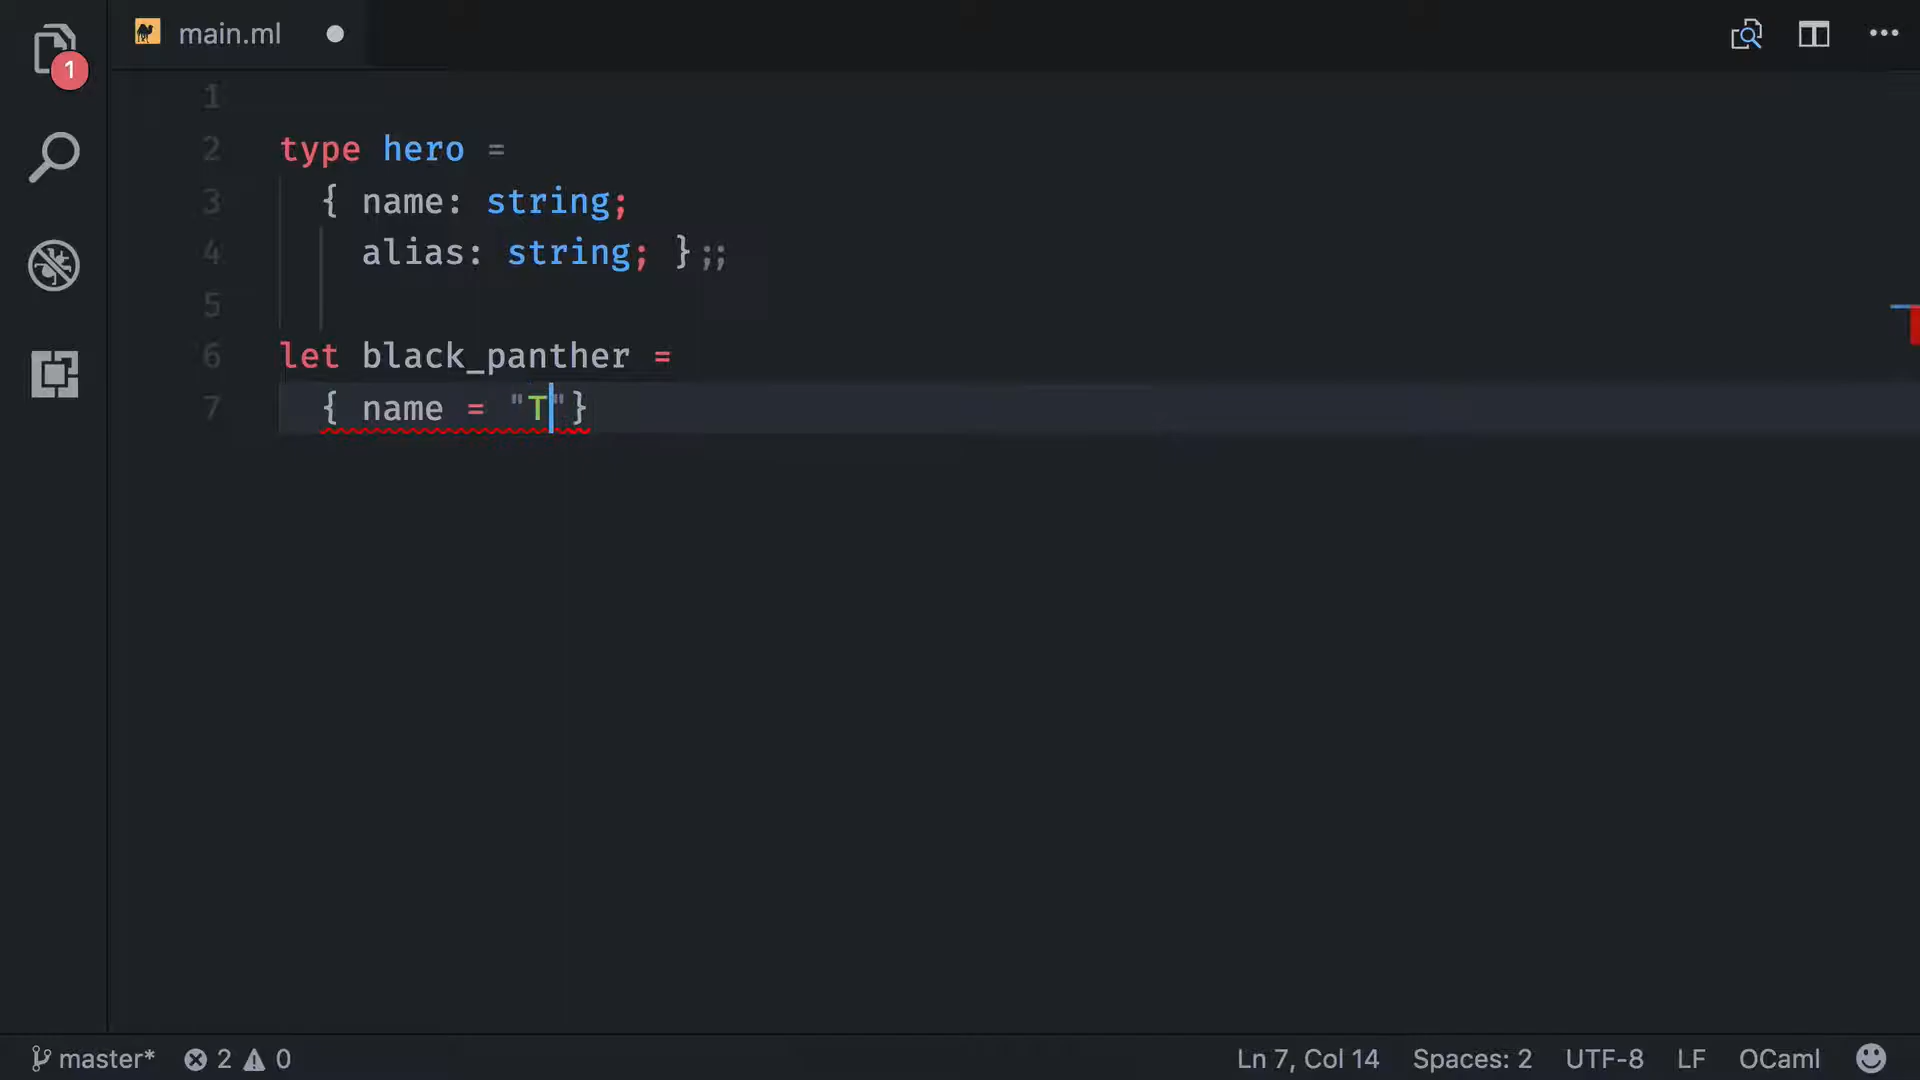 1
main.ml
1
2 type hero =
3 { name: string;
4 alias: string; };;
5
6 let black_panther =
7 { name = "T"}
master* 2 0 Ln 7, Col 14 Spaces: 2 UTF-8 LF OCaml